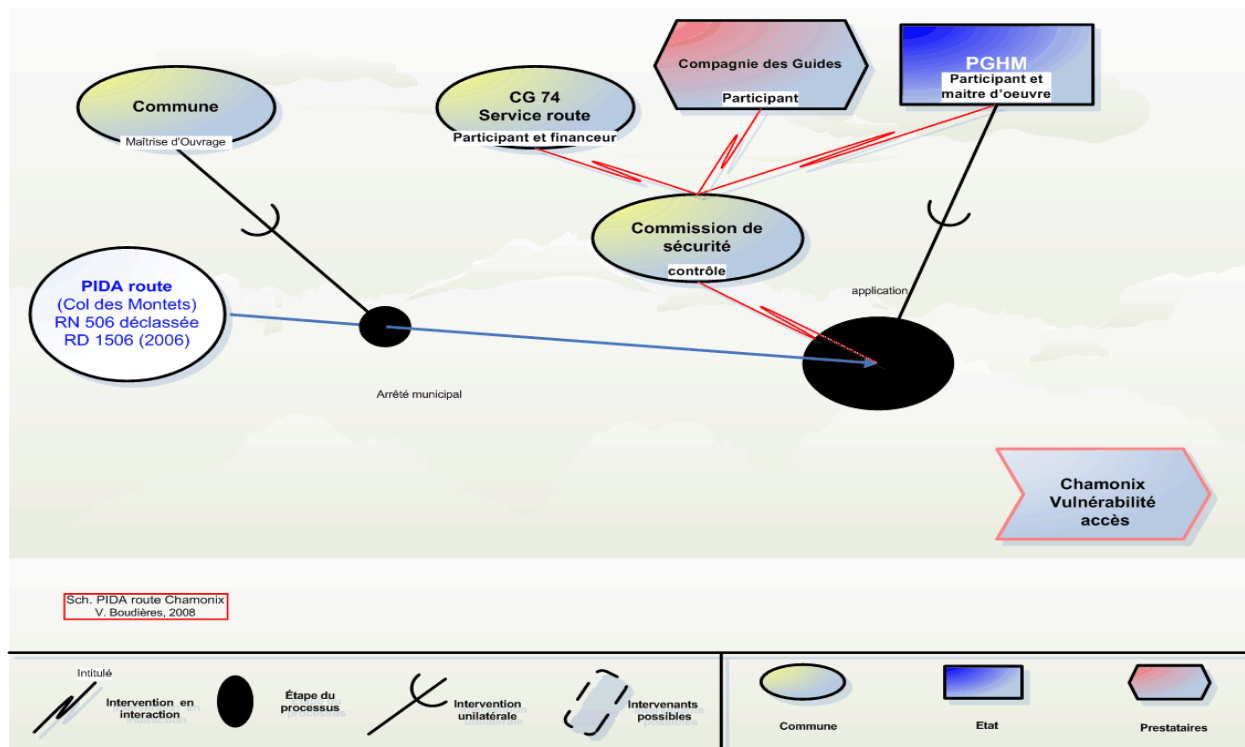 Commune
Maîtrise d'Ouvrage
CG 74
Service route
Participant et financeur
Compagnie des Guides
Participant
PGHM
Participant et
maitre d'oeuvre
Commission de
sécurité
contrôle
PIDA route
(Col des Montets)
RN 506 déclassée
RD 1506 (2006)
application
Arrêté municipal
Chamonix
Vulnérabilité
accès
Sch. PIDA route Chamonix
V. Boudières, 2008
Intitulé
Intervention en
interaction
Étape du
processus
Intervention
unilatérale
Intervenants
possibles
Commune
Etat
Prestataires